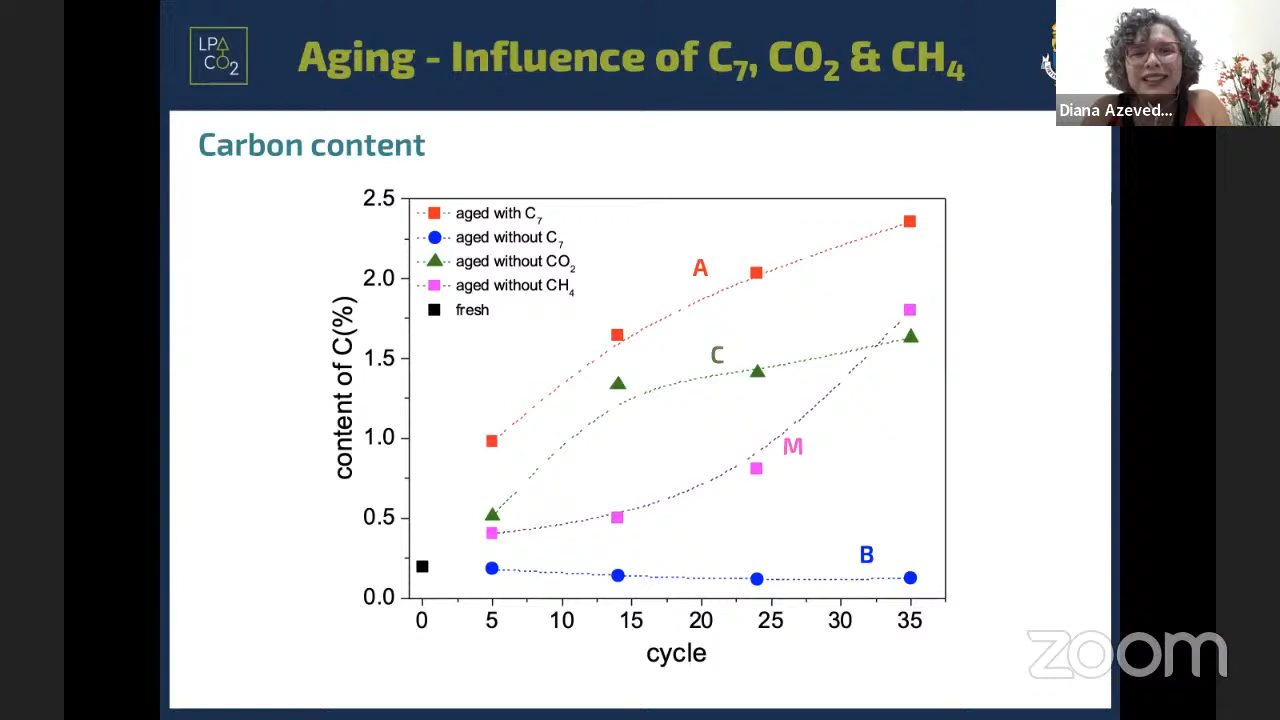 LPA
CO₂
Aging - Influence of C₇, CO₂ & CH₄
Diana Azeved...
Carbon content
2.5
2.0
1.5
1.0
0.5
0.0
content of C(%)
aged with C₇
aged without C₇
aged without CO₂
aged without CH₄
fresh
A
C
M
B
0 5 10 15 20 25 30 35
cycle
zoom